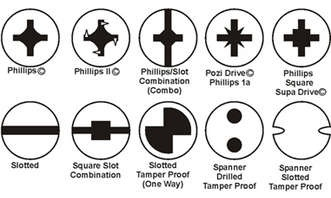 Phillips©
Phillips II©
Phillips/Slot
Combination
(Combo)
Pozi Drive©
Phillips 1a
Phillips
Square
Supa Drive©
Slotted
Square Slot
Combination
Slotted
Tamper Proof
(One Way)
Spanner
Drilled
Tamper Proof
Spanner
Slotted
Tamper Proof